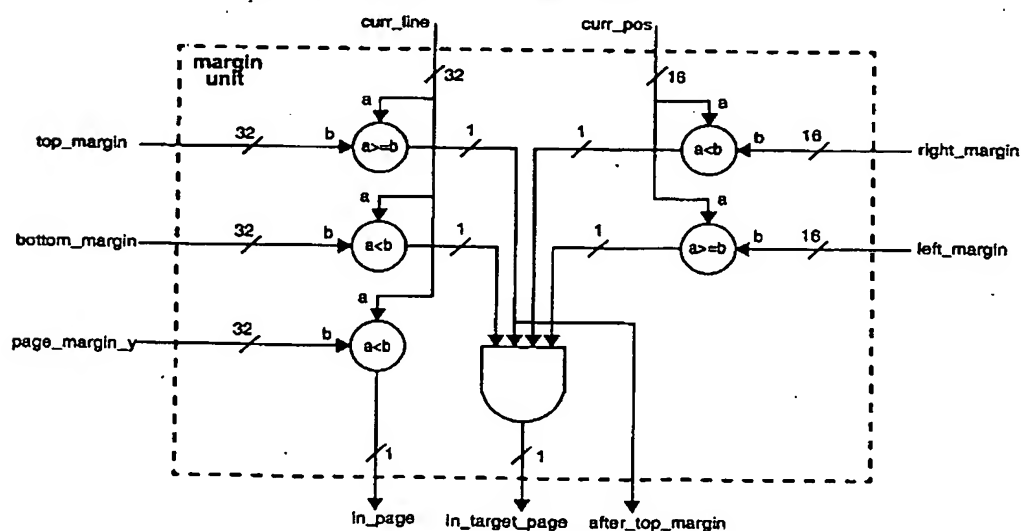 curr_line
curr_pos
margin
unit
32
16
a
a
top_margin
32
b
a>=b
1
1
a<b
b
16
right_margin
a
a
bottom_margin
32
b
a<b
1
1
a>=b
b
16
left_margin
a
page_margin_y
32
b
a<b
1
1
in_page
in_target_page
after_top_margin